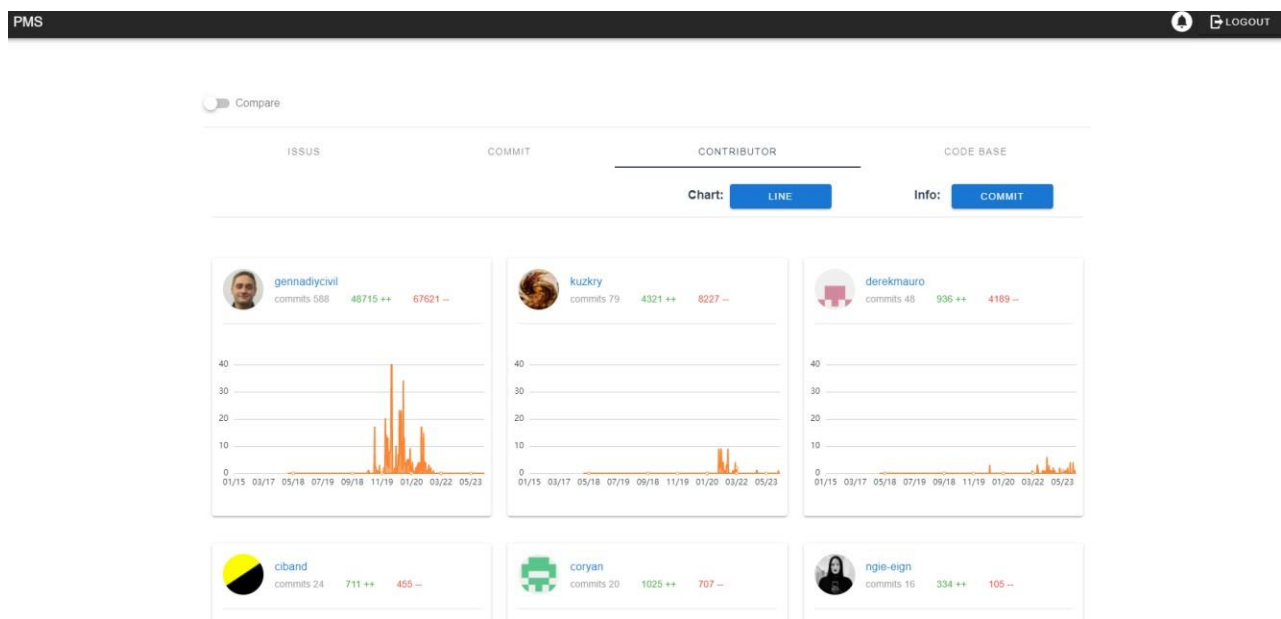 PMS LOGOUT
Compare
ISSUS COMMIT CONTRIBUTOR CODE BASE
Chart: LINE Info: COMMIT
gennadiycivil
commits 588 48715 ++ 67621 --
40
30
20
10
0
01/15 03/17 05/18 07/19 09/18 11/19 01/20 03/22 05/23
kuzkry
commits 79 4321 ++ 8227 --
40
30
20
10
0
01/15 03/17 05/18 07/19 09/18 11/19 01/20 03/22 05/23
derekmauro
commits 48 936 ++ 4189 --
40
30
20
10
0
01/15 03/17 05/18 07/19 09/18 11/19 01/20 03/22 05/23
ciband
commits 24 711 ++ 455 --
coryan
commits 20 1025 ++ 707 --
ngie-eign
commits 16 334 ++ 105 --